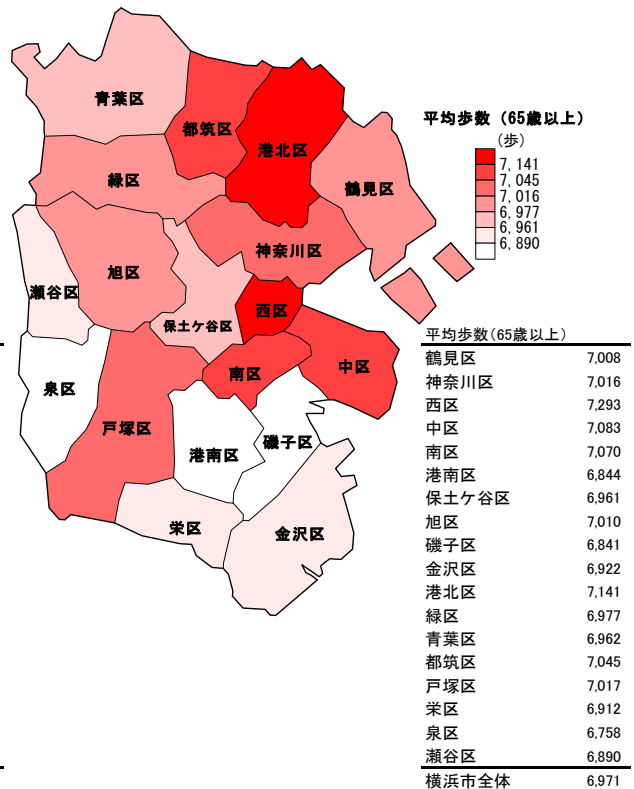 青葉区
都筑区
港北区
緑区
鶴見区
神奈川区
旭区
瀬谷区
保土ケ谷区
西区
中区
南区
泉区
戸塚区
港南区
磯子区
栄区
金沢区
平均歩数（65歳以上）
（歩）
7,141
7,045
7,016
6,977
6,961
6,890
平均歩数(65歳以上)
鶴見区 7,008
神奈川区 7,016
西区 7,293
中区 7,083
南区 7,070
港南区 6,844
保土ケ谷区 6,961
旭区 7,010
磯子区 6,841
金沢区 6,922
港北区 7,141
緑区 6,977
青葉区 6,962
都筑区 7,045
戸塚区 7,017
栄区 6,912
泉区 6,758
瀬谷区 6,890
横浜市全体 6,971